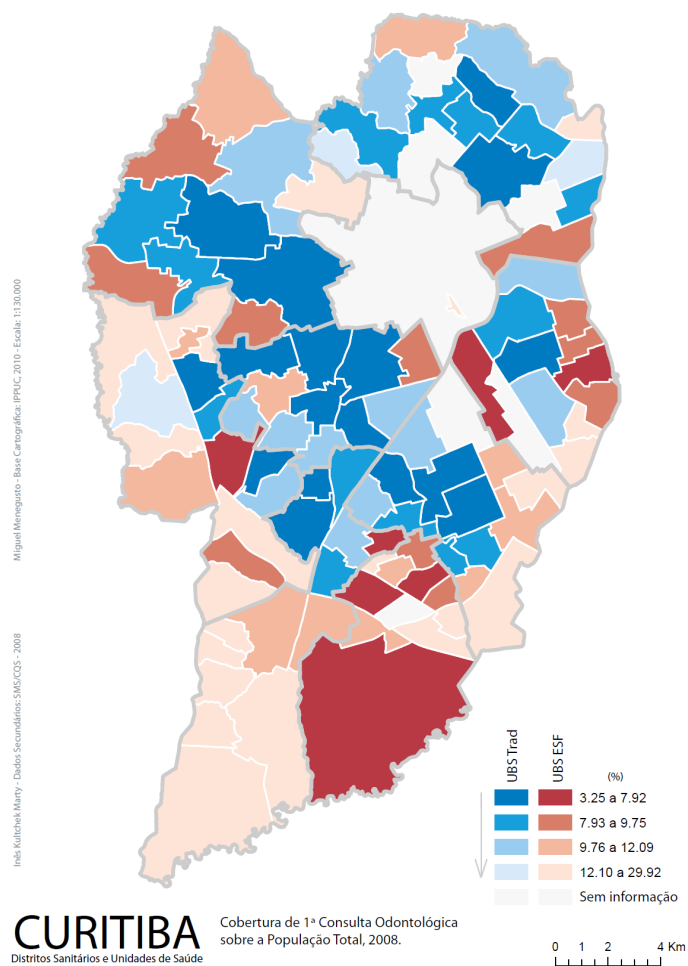 Miguel Menegusto - Base Cartográfica: IPPUC, 2010 - Escala: 1:130.000
Inês Kultchek Marty - Dados Secundários: SMS/CQS - 2008
UBS Trad
UBS ESF
(%)
3.25 a 7.92
7.93 a 9.75
9.76 a 12.09
12.10 a 29.92
Sem informação
CURITIBA
Distritos Sanitários e Unidades de Saúde
Cobertura de 1ª Consulta Odontológica
sobre a População Total, 2008.
0 1 2 4 Km